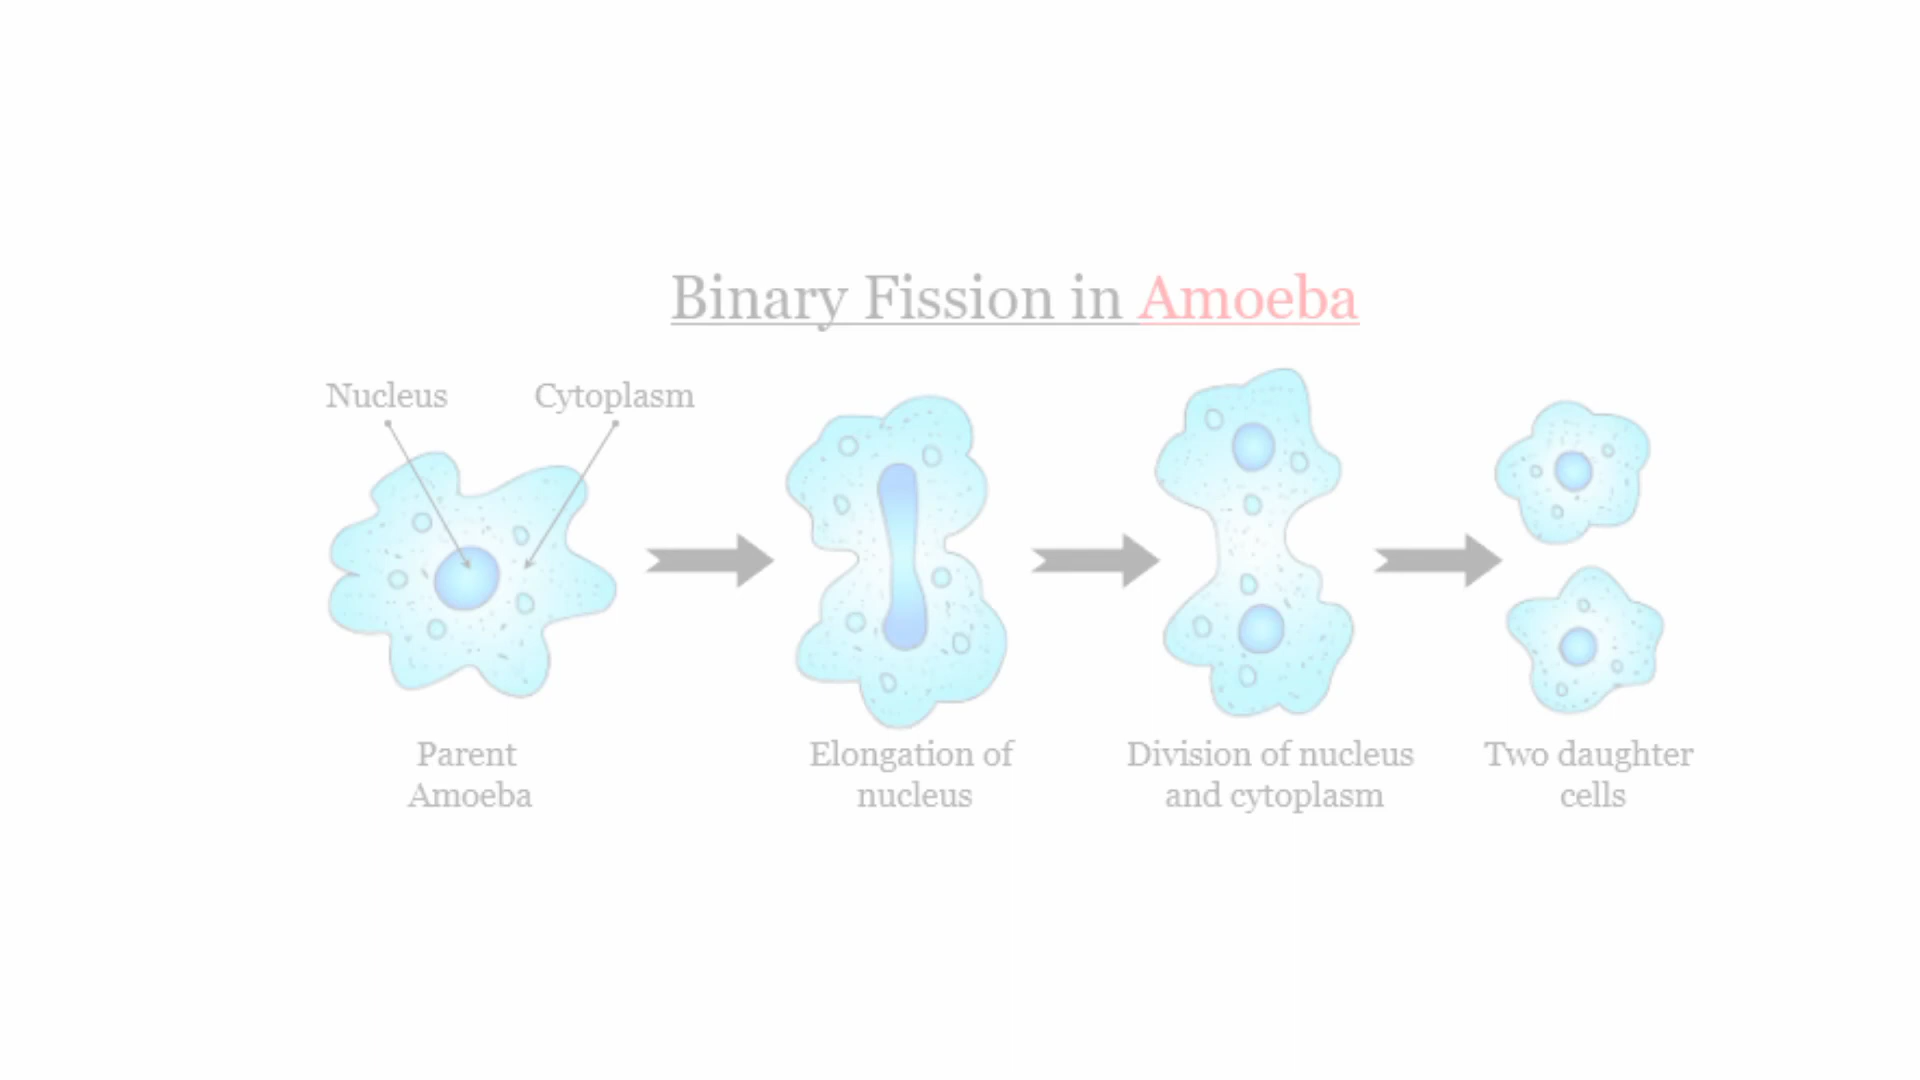 Binary Fission in Amoeba
Nucleus Cytoplasm
Parent
Amoeba
Elongation of
nucleus
Division of nucleus
and cytoplasm
Two daughter
cells